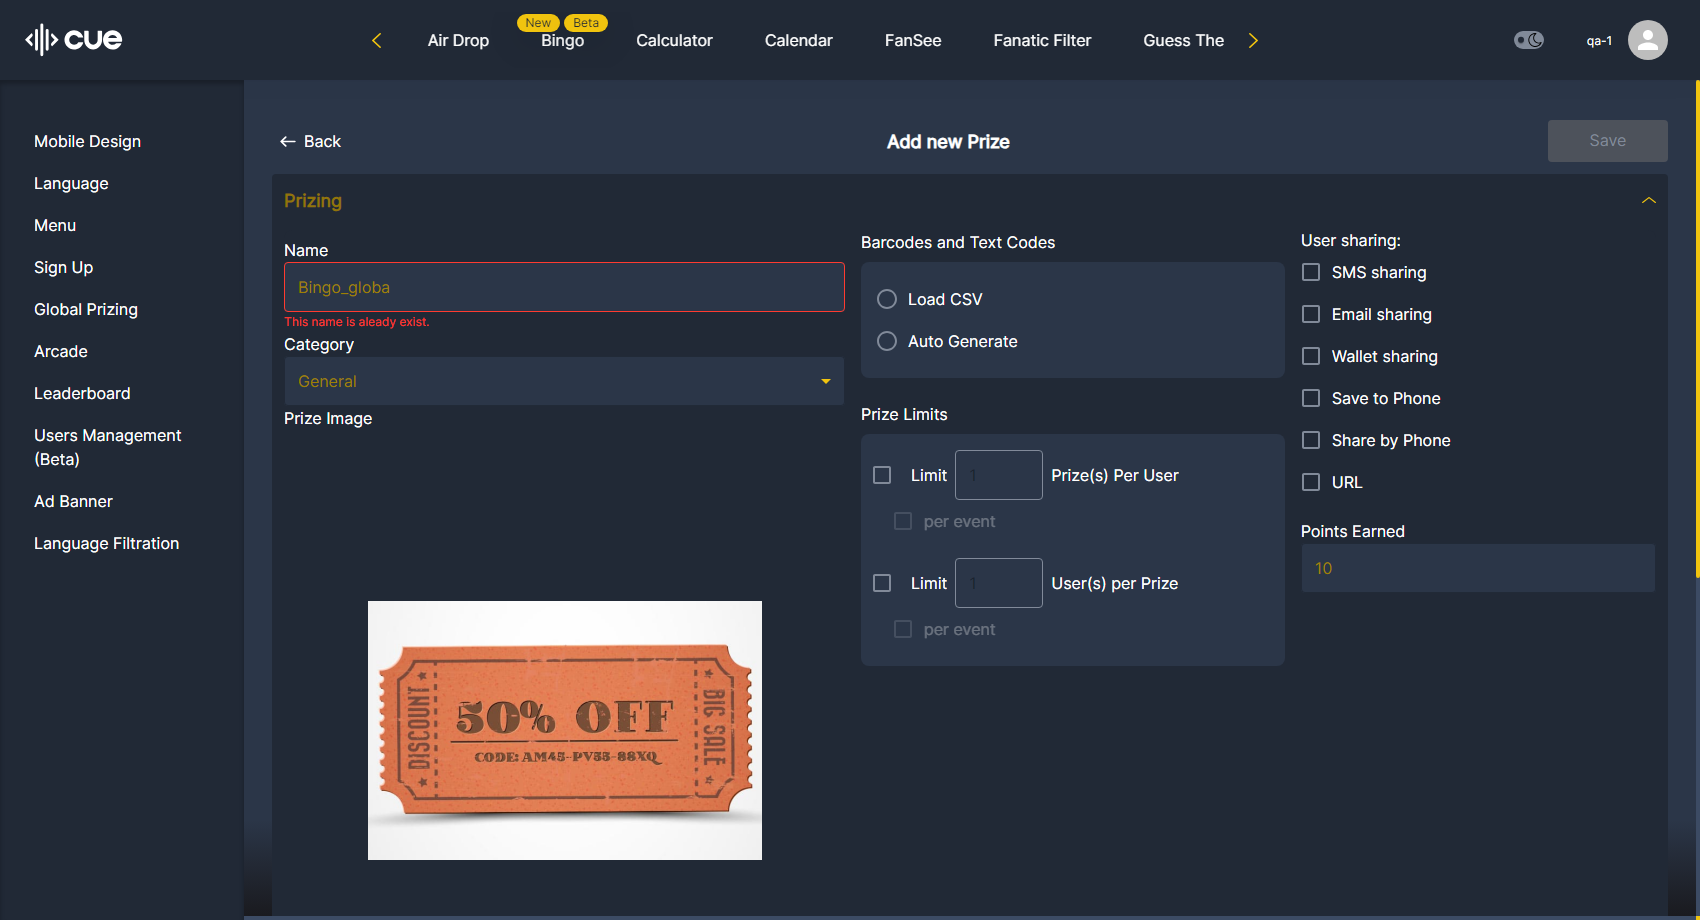 cue
New
Beta
Air Drop
Bingo
Calculator
Calendar
FanSee
Fanatic Filter
Guess The
qa-1
Mobile Design
Language
Menu
Sign Up
Global Prizing
Arcade
Leaderboard
Users Management
(Beta)
Ad Banner
Language Filtration
Back
Add new Prize
Save
Prizing
Name
Bingo_globa
This name is aleady exist.
Category
General
Prize Image
DISCOUNT
50% OFF
CODE: AM45-PV55-88XQ
BIG SALE
Barcodes and Text Codes
Load CSV
Auto Generate
Prize Limits
Limit 1 Prize(s) Per User
per event
Limit 1 User(s) per Prize
per event
User sharing:
SMS sharing
Email sharing
Wallet sharing
Save to Phone
Share by Phone
URL
Points Earned
10